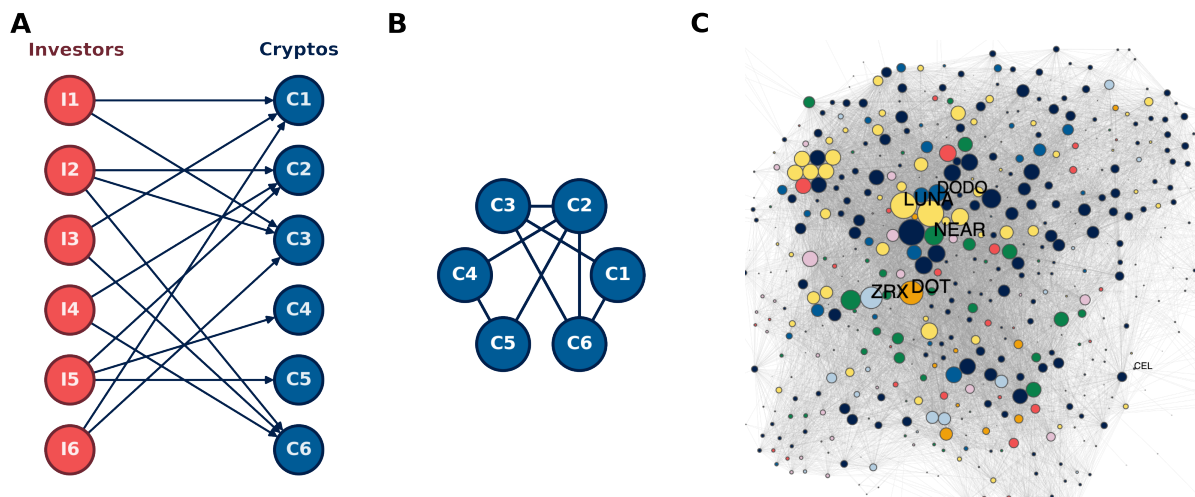 A
Investors
Cryptos
I1
I2
I3
I4
I5
I6
C1
C2
C3
C4
C5
C6
B
C3
C2
C4
C1
C5
C6
C
DODO
LUNA
NEAR
ZRX
DOT
CEL